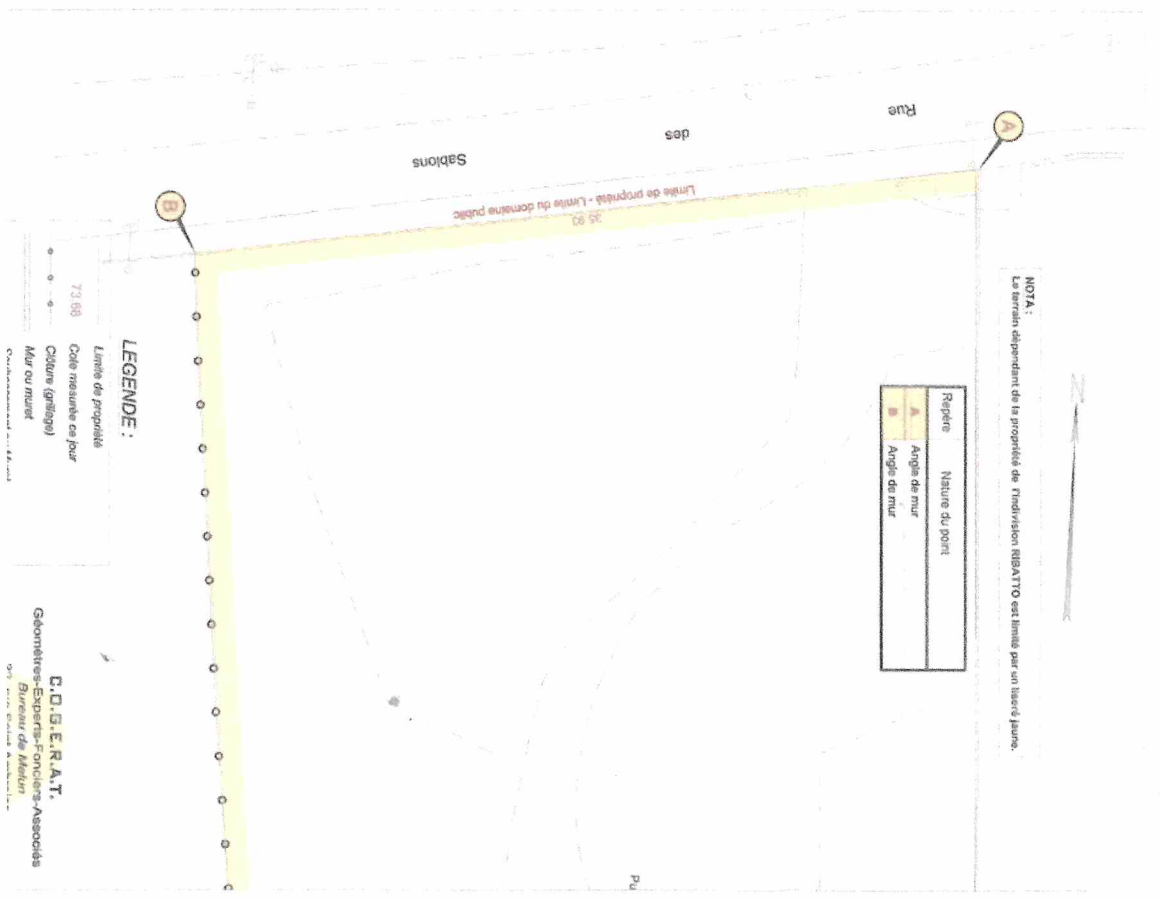 Rue
des
Sablons
A
B
Limite de propriété - Limite du domaine public
35.93
NOTA :
Le terrain dépendant de la propriété de l'indivision RIBATTO est limité par un liseré jaune.
Repère Nature du point
A Angle de mur
B Angle de mur
LEGENDE :
Limite de propriété
73.68 Cote mesurée ce jour
Clôture (grillage)
Mur ou muret
C.O.G.E.R.A.T.
Géomètres-Experts-Fonciers-Associés
Bureau de Melun
Pu